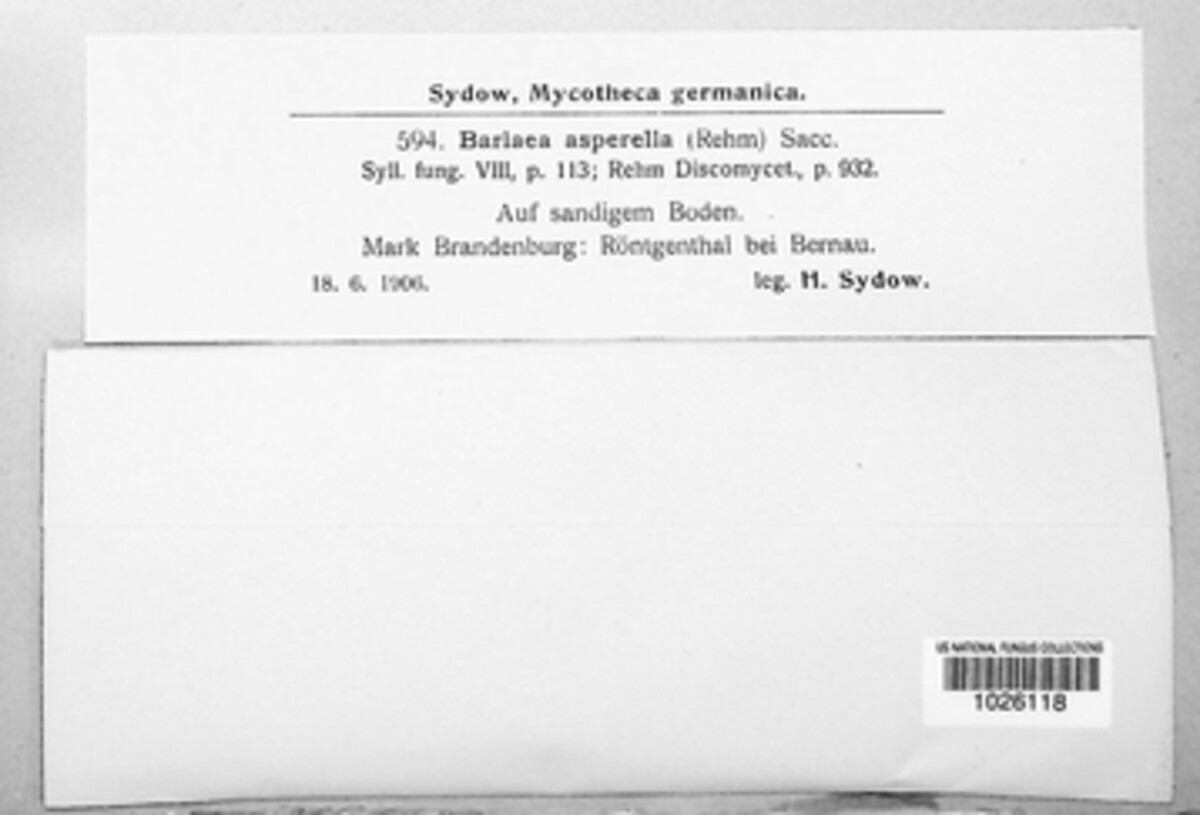 Sydow, Mycotheca germanica.
594. Barlaea asperella (Rehm) Sacc.
Syll. fung. VIII, p. 113; Rehm Discomycet., p. 932.
Auf sandigem Boden.
Mark Brandenburg: Röntgenthal bei Bernau.
18. 6. 1906. leg. H. Sydow.
US NATIONAL FUNGUS COLLECTIONS
1026118